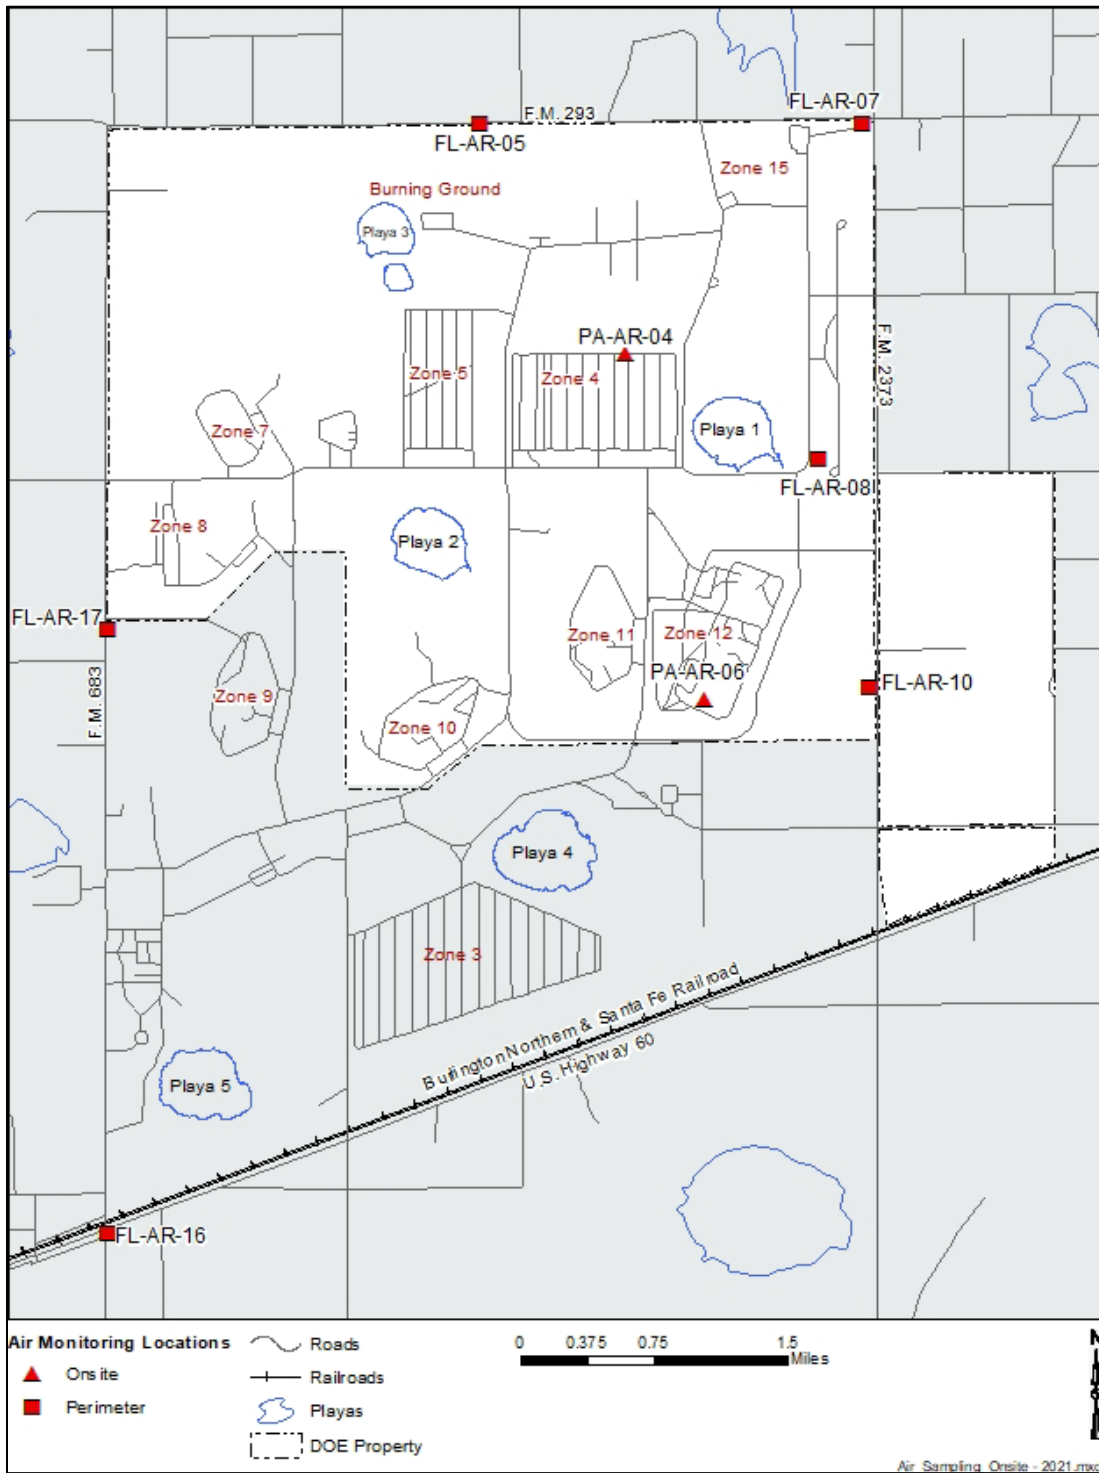 FL-AR-07
F.M. 293
FL-AR-05
Zone 15
Burning Ground
Playa 3
PA-AR-04
F.M. 2373
Zone 5
Zone 4
Zone 7
Playa 1
FL-AR-08
Zone 8
Playa 2
FL-AR-17
Zone 11
Zone 12
PA-AR-06
FL-AR-10
F.M. 683
Zone 9
Zone 10
Playa 4
Zone 3
Burlington Northern & Santa Fe Railroad
U.S. Highway 60
Playa 5
FL-AR-16
Air Monitoring Locations
Onsite
Perimeter
Roads
Railroads
Playas
DOE Property
0 0.375 0.75 1.5
Miles
N
Air Sampling Onsite - 2021.mxd